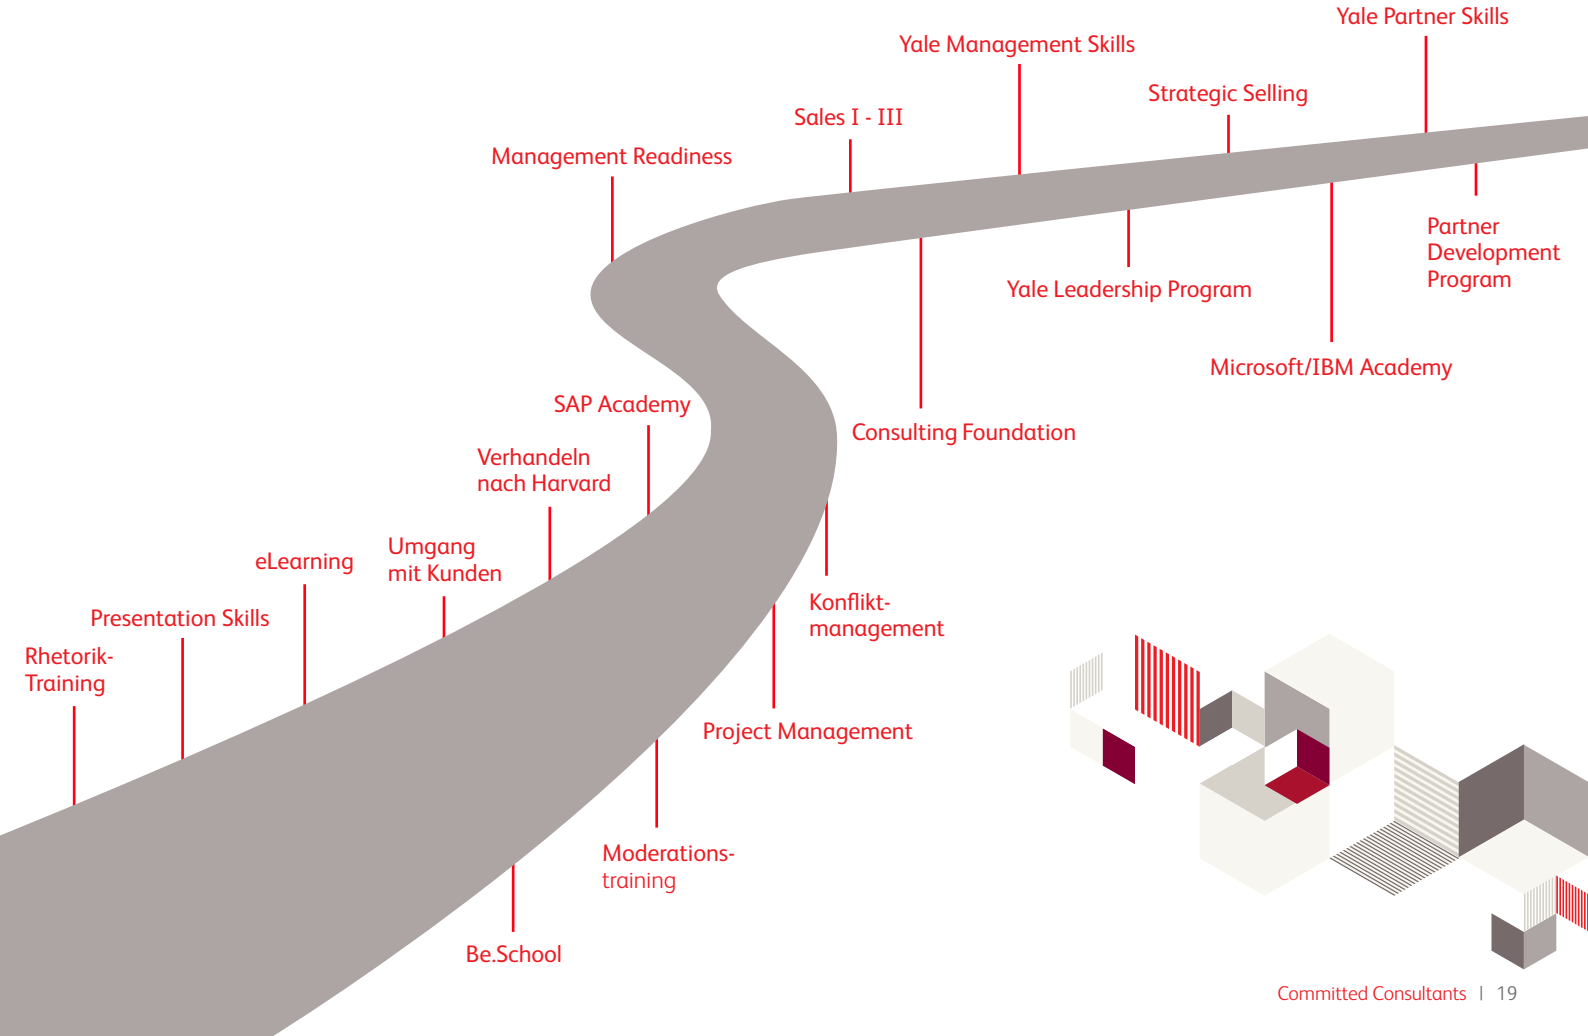 Yale Partner Skills
Yale Management Skills
Strategic Selling
Sales I - III
Management Readiness
Partner
Development
Program
Yale Leadership Program
Microsoft/IBM Academy
SAP Academy
Consulting Foundation
Verhandeln
nach Harvard
Umgang
mit Kunden
eLearning
Konflikt-
management
Presentation Skills
Rhetorik-
Training
Project Management
Moderations-
training
Be.School
Committed Consultants | 19